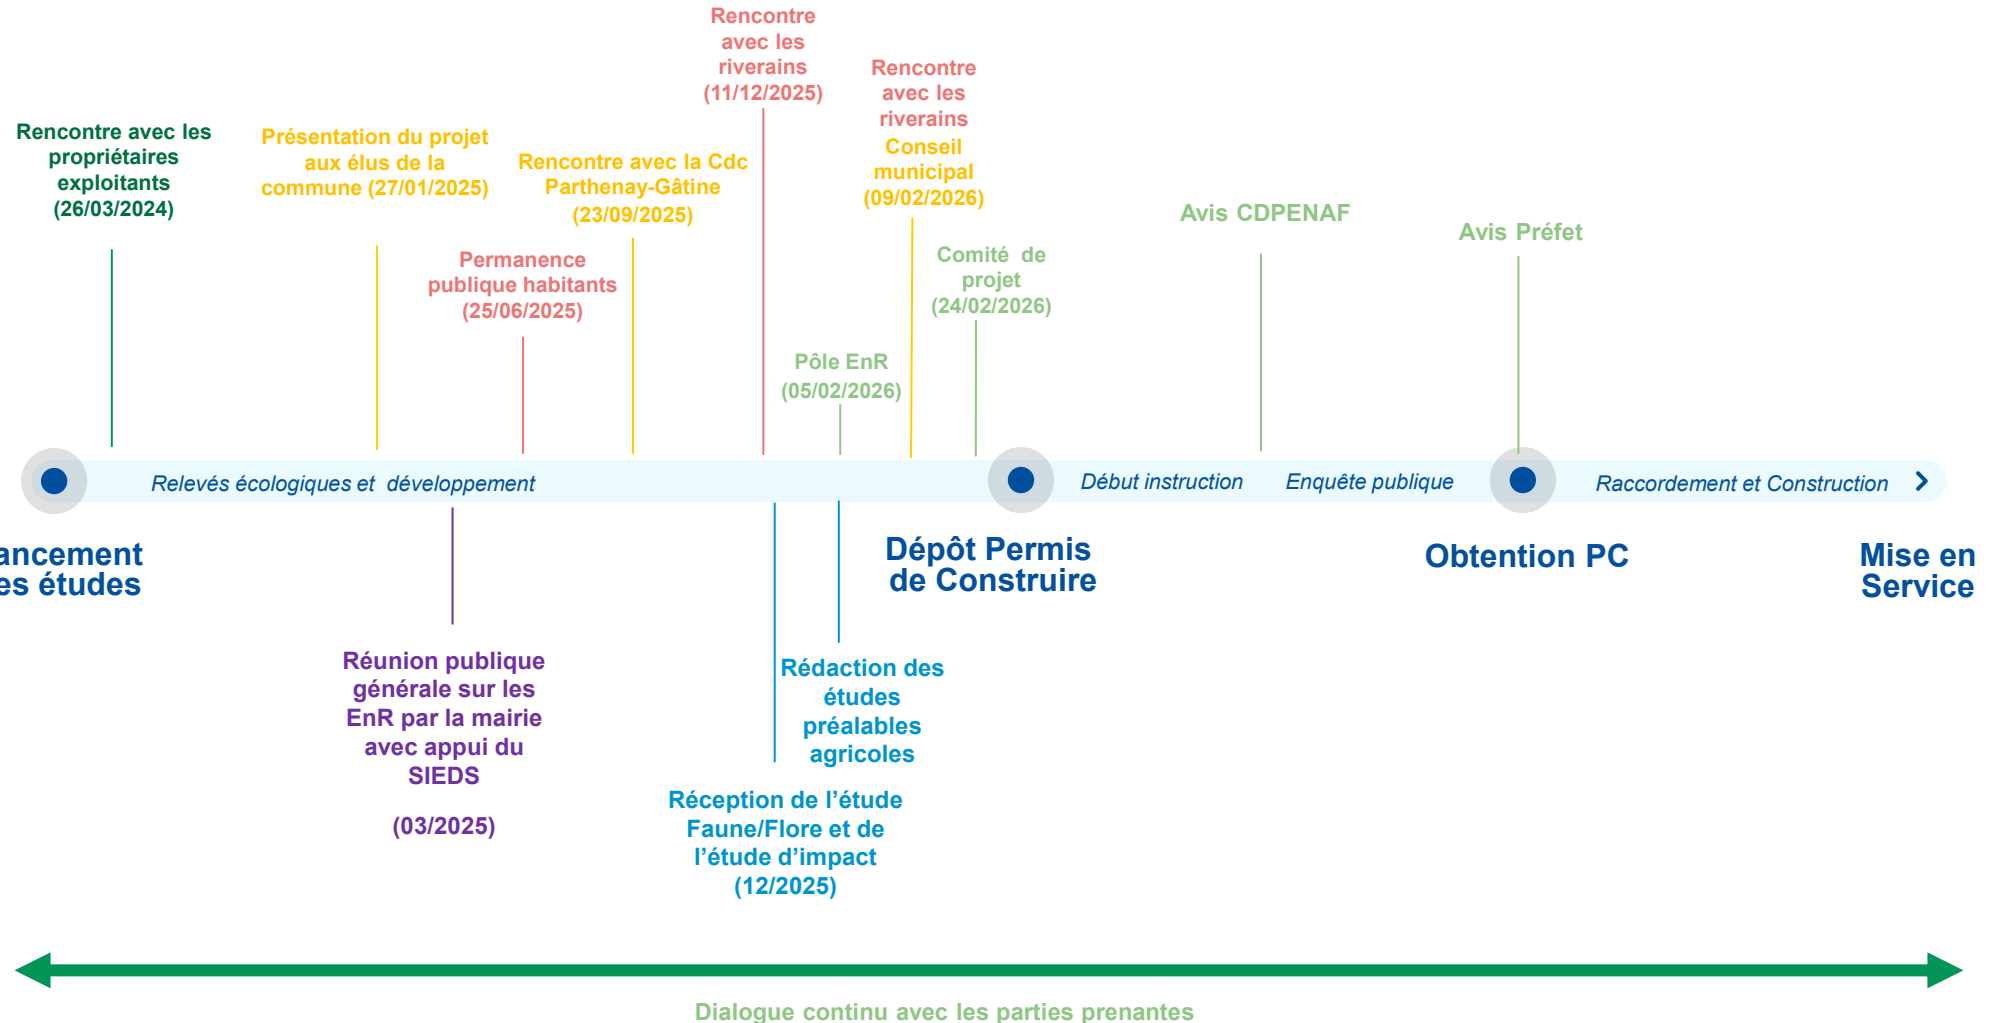 Rencontre avec les
propriétaires
exploitants
(26/03/2024)
Présentation du projet
aux élus de la
commune (27/01/2025)
Permanence
publique habitants
(25/06/2025)
Rencontre avec la Cdc
Parthenay-Gâtine
(23/09/2025)
Rencontre
avec les
riverains
(11/12/2025)
Pôle EnR
(05/02/2026)
Rencontre
avec les
riverains
Conseil
municipal
(09/02/2026)
Comité de
projet
(24/02/2026)
Avis CDPENAF
Avis Préfet
Relevés écologiques et développement
Début instruction
Enquête publique
Raccordement et Construction
ancement
es études
Dépôt Permis
de Construire
Obtention PC
Mise en
Service
Réunion publique
générale sur les
EnR par la mairie
avec appui du
SIEDS
(03/2025)
Rédaction des
études
préalables
agricoles
Réception de l’étude
Faune/Flore et de
l’étude d’impact
(12/2025)
Dialogue continu avec les parties prenantes